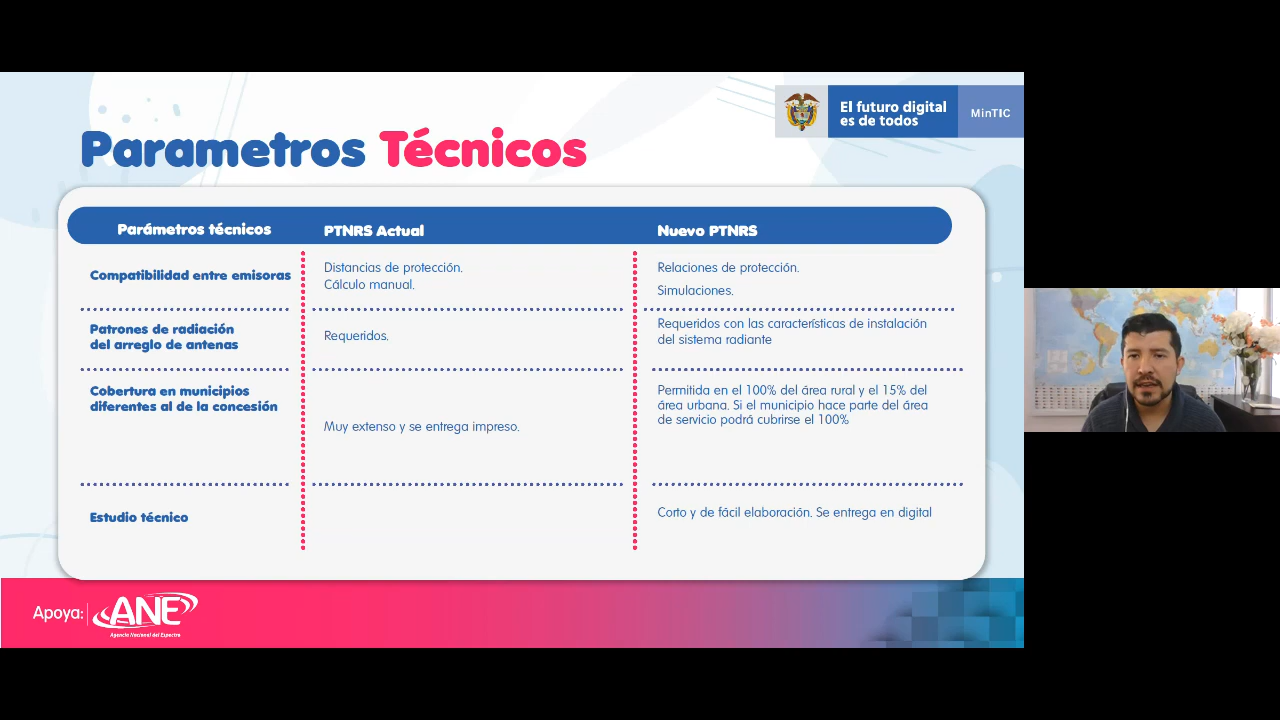 El futuro digital
es de todos
MinTIC
Parametros Técnicos
Parámetros técnicos
PTNRS Actual
Nuevo PTNRS
Compatibilidad entre emisoras
Distancias de protección.
Cálculo manual.
Relaciones de protección.
Simulaciones.
Patrones de radiación
del arreglo de antenas
Requeridos.
Requeridos con las características de instalación
del sistema radiante
Cobertura en municipios
diferentes al de la concesión
Muy extenso y se entrega impreso.
Permitida en el 100% del área rural y el 15% del
área urbana. Si el municipio hace parte del área
de servicio podrá cubrirse el 100%
Estudio técnico
Corto y de fácil elaboración. Se entrega en digital
Apoya:
ANE
Agencia Nacional del Espectro